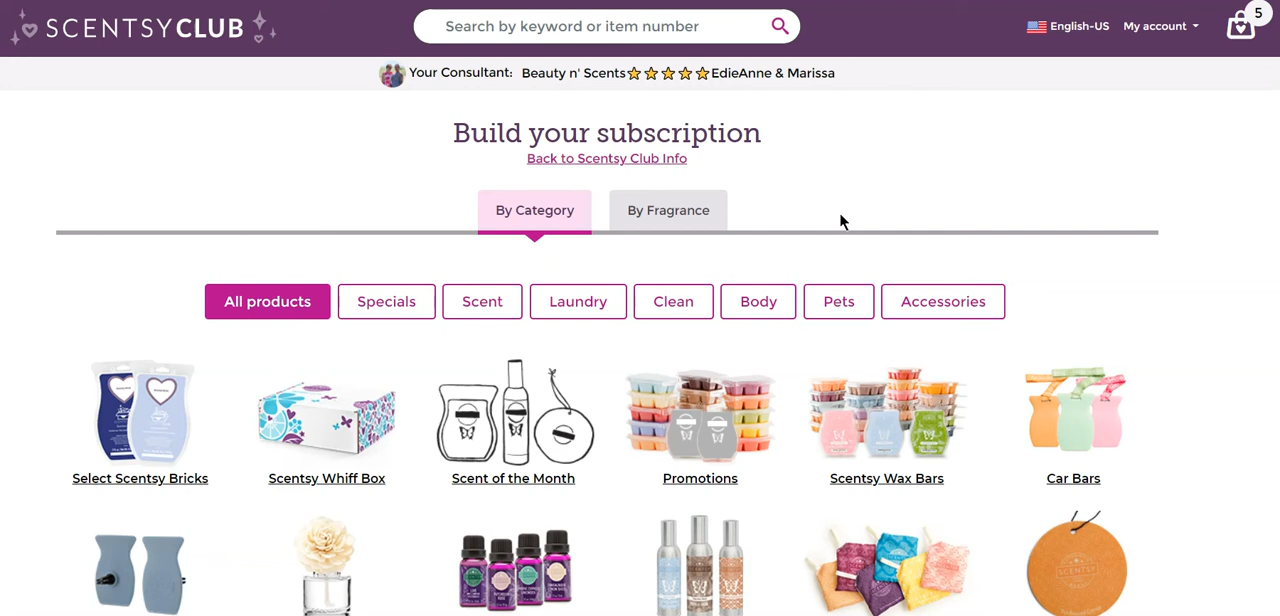 SCENTSYCLUB
Search by keyword or item number
English-US
My account
5
Your Consultant: Beauty n' Scents⭐⭐⭐⭐⭐EdieAnne & Marissa
Build your subscription
Back to Scentsy Club Info
By Category
By Fragrance
All products
Specials
Scent
Laundry
Clean
Body
Pets
Accessories
Select Scentsy Bricks
Scentsy Whiff Box
Scent of the Month
Promotions
Scentsy Wax Bars
Car Bars
SCENTSY